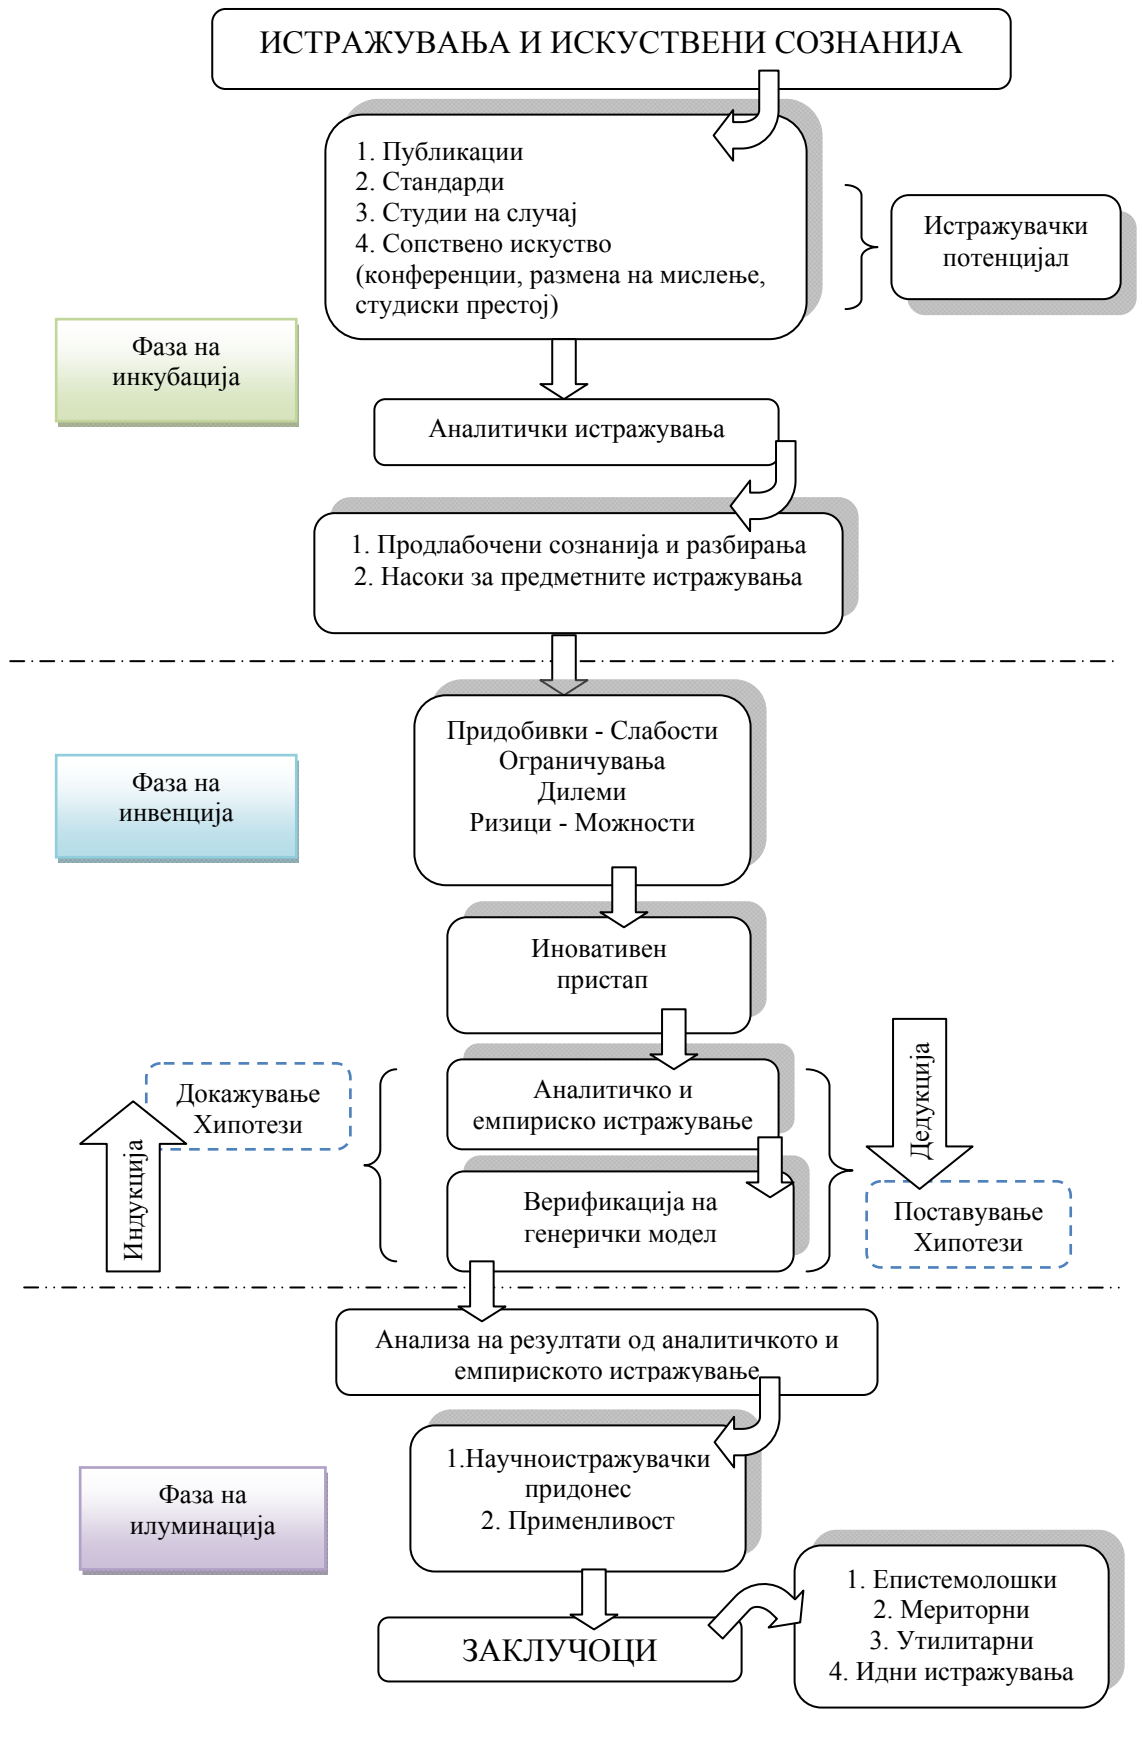 ИСТРАЖУВАЊА И ИСКУСТВЕНИ СОЗНАНИЈА
1. Публикации
2. Стандарди
3. Студии на случај
4. Сопствено искуство
(конференции, размена на мислење,
студиски престој)
Истражувачки
потенцијал
Фаза на
инкубација
Аналитички истражувања
1. Продлабочени сознанија и разбирања
2. Насоки за предметните истражувања
Придобивки - Слабости
Ограничувања
Дилеми
Ризици - Можности
Фаза на
инвенција
Иновативен
пристап
Докажување
Хипотези
Индукција
Аналитичко и
емпириско истражување
Верификација на
генерички модел
Дедукција
Поставување
Хипотези
Анализа на резултати од аналитичкото и
емпириското истражување
Фаза на
илуминација
1.Научноистражувачки
придонес
2. Применливост
ЗАКЛУЧОЦИ
1. Епистемолошки
2. Мериторни
3. Утилитарни
4. Идни истражувања